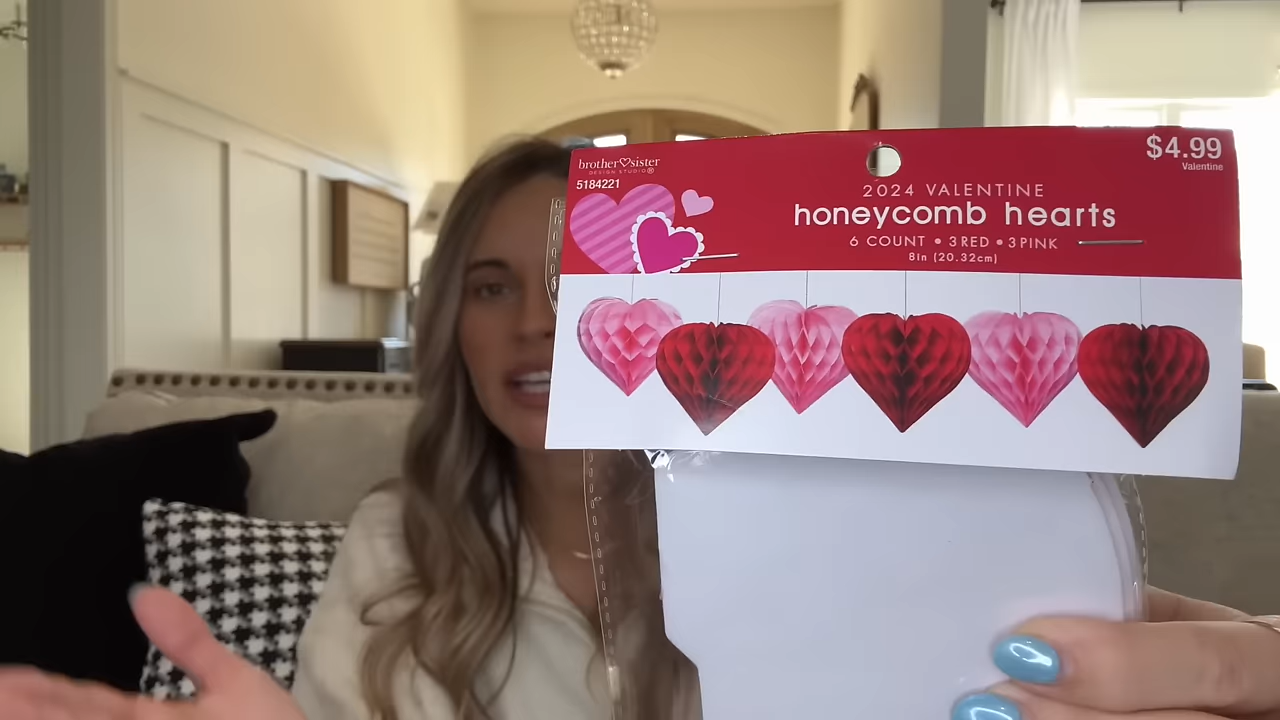 brother♡sister
DESIGN STUDIO®
5184221
$4.99
Valentine
2024 VALENTINE
honeycomb hearts
6 COUNT • 3 RED • 3 PINK
8in (20.32cm)